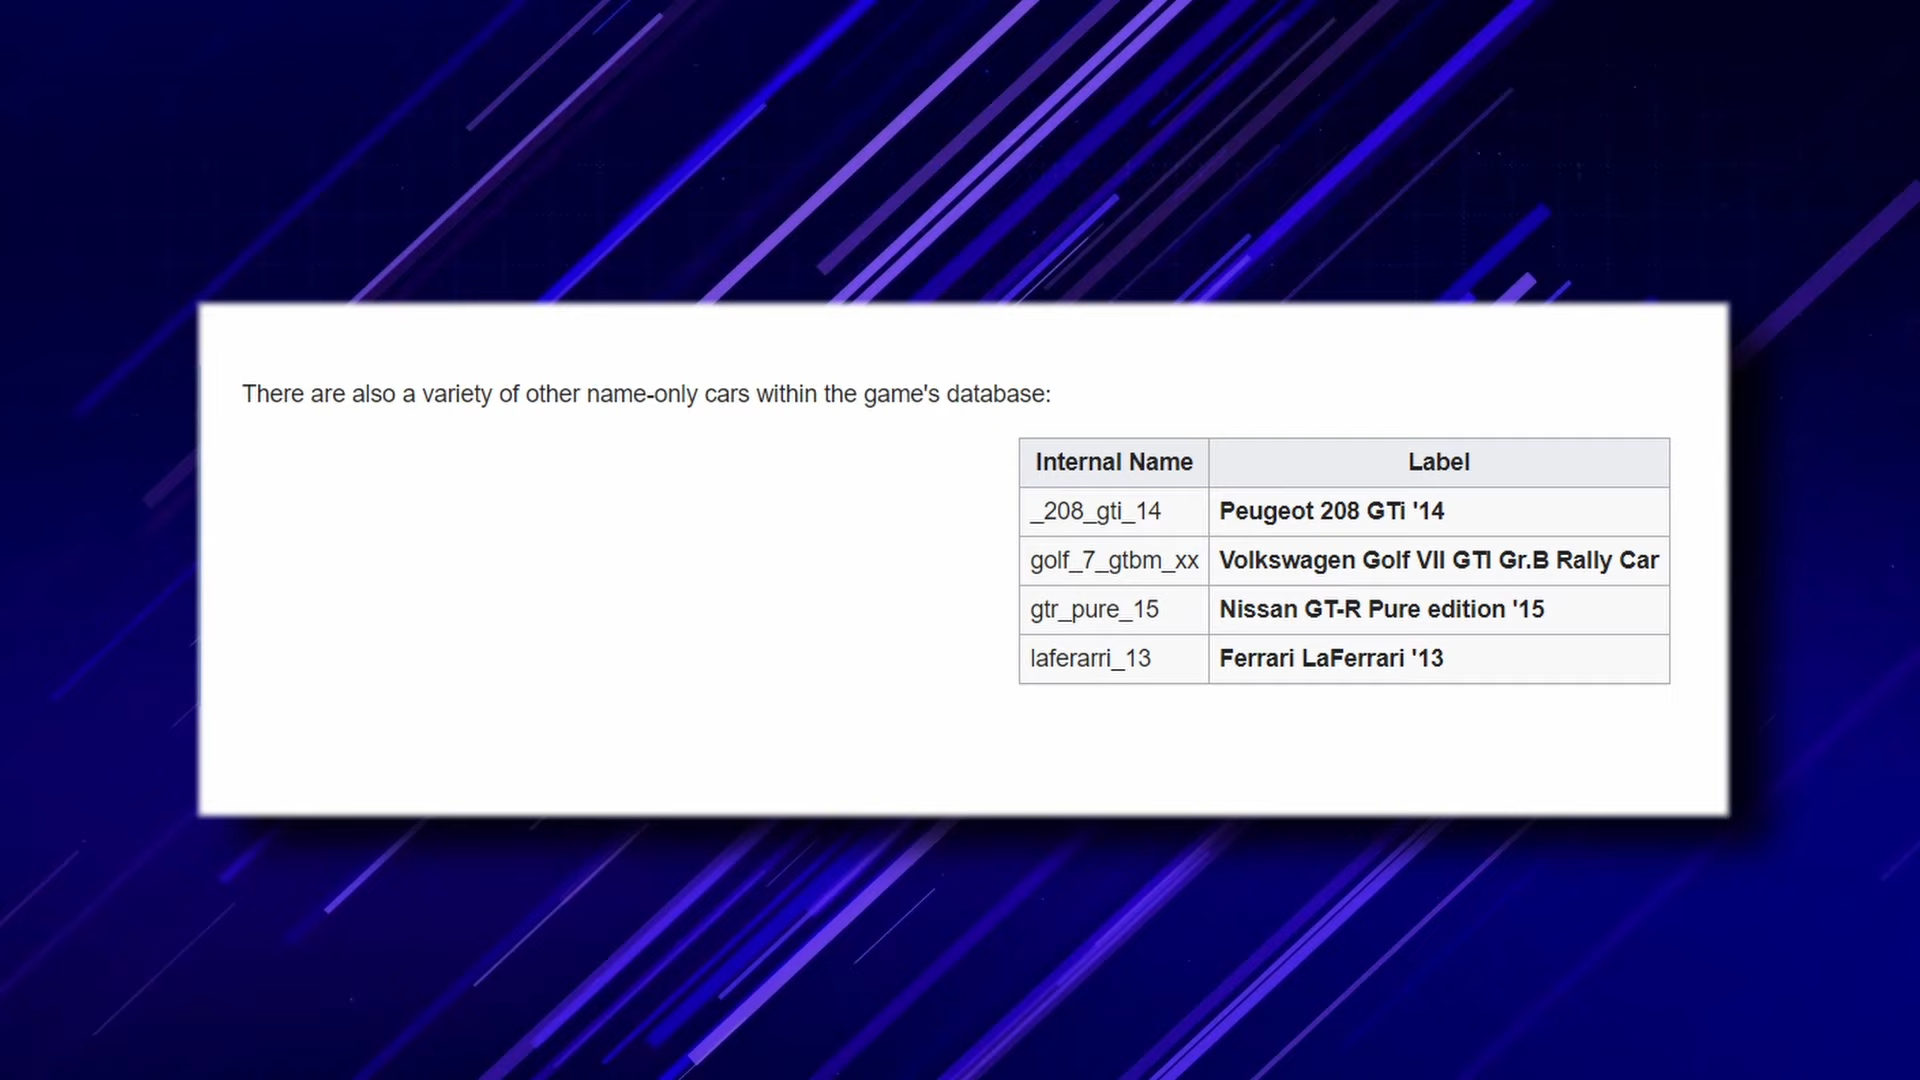 There are also a variety of other name-only cars within the game's database:
Internal Name Label
_208_gti_14 Peugeot 208 GTi '14
golf_7_gtbm_xx Volkswagen Golf VII GTI Gr.B Rally Car
gtr_pure_15 Nissan GT-R Pure edition '15
laferarri_13 Ferrari LaFerrari '13